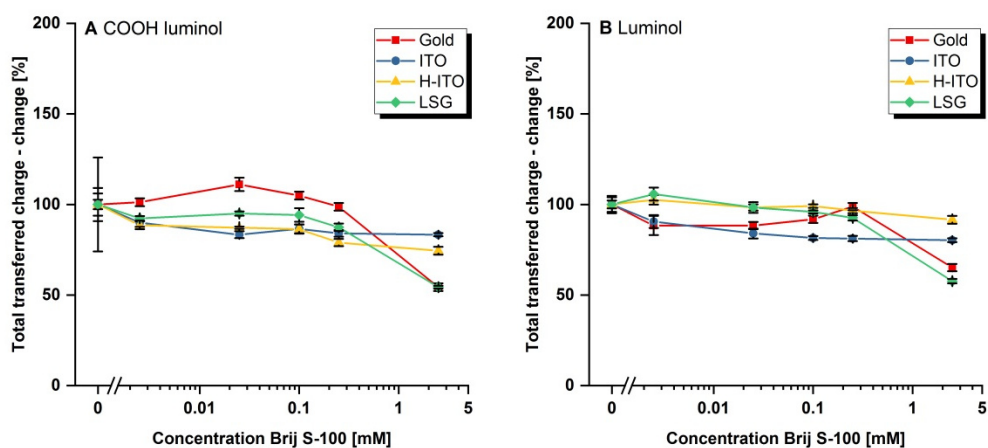 A COOH luminol
Gold
ITO
H-ITO
LSG
200
150
100
50
0
Total transferred charge - change [%]
0 0.01 0.1 1 5
Concentration Brij S-100 [mM]
B Luminol
Gold
ITO
H-ITO
LSG
200
150
100
50
0
Total transferred charge - change [%]
0 0.01 0.1 1 5
Concentration Brij S-100 [mM]